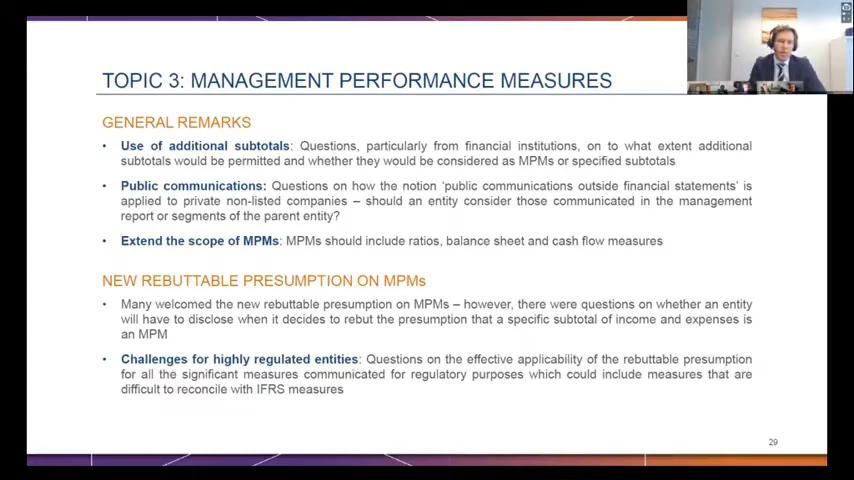 TOPIC 3: MANAGEMENT PERFORMANCE MEASURES
GENERAL REMARKS
• Use of additional subtotals: Questions, particularly from financial institutions, on to what extent additional
subtotals would be permitted and whether they would be considered as MPMs or specified subtotals
• Public communications: Questions on how the notion ‘public communications outside financial statements’ is
applied to private non-listed companies – should an entity consider those communicated in the management
report or segments of the parent entity?
• Extend the scope of MPMs: MPMs should include ratios, balance sheet and cash flow measures
NEW REBUTTABLE PRESUMPTION ON MPMs
• Many welcomed the new rebuttable presumption on MPMs – however, there were questions on whether an entity
will have to disclose when it decides to rebut the presumption that a specific subtotal of income and expenses is
an MPM
• Challenges for highly regulated entities: Questions on the effective applicability of the rebuttable presumption
for all the significant measures communicated for regulatory purposes which could include measures that are
difficult to reconcile with IFRS measures
29